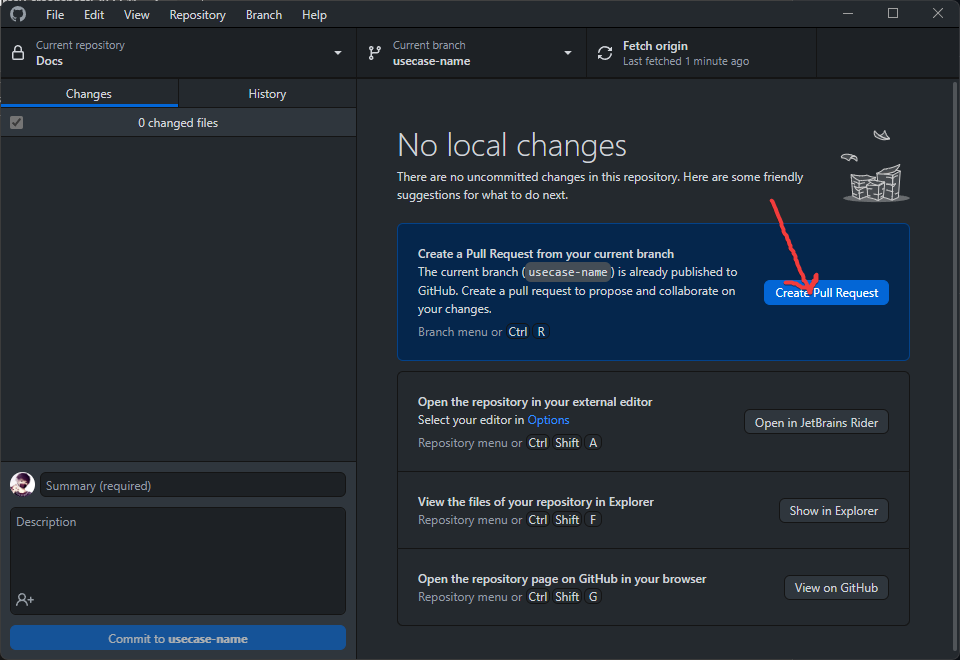 File Edit View Repository Branch Help
Current repository
Docs
Current branch
usecase-name
Fetch origin
Last fetched 1 minute ago
Changes
History
0 changed files
No local changes
There are no uncommitted changes in this repository. Here are some friendly
suggestions for what to do next.
Create a Pull Request from your current branch
The current branch (usecase-name) is already published to
GitHub. Create a pull request to propose and collaborate on
your changes.
Branch menu or Ctrl R
Create Pull Request
Open the repository in your external editor
Select your editor in Options
Repository menu or Ctrl Shift A
Open in JetBrains Rider
View the files of your repository in Explorer
Repository menu or Ctrl Shift F
Show in Explorer
Open the repository page on GitHub in your browser
Repository menu or Ctrl Shift G
View on GitHub
Summary (required)
Description
Commit to usecase-name